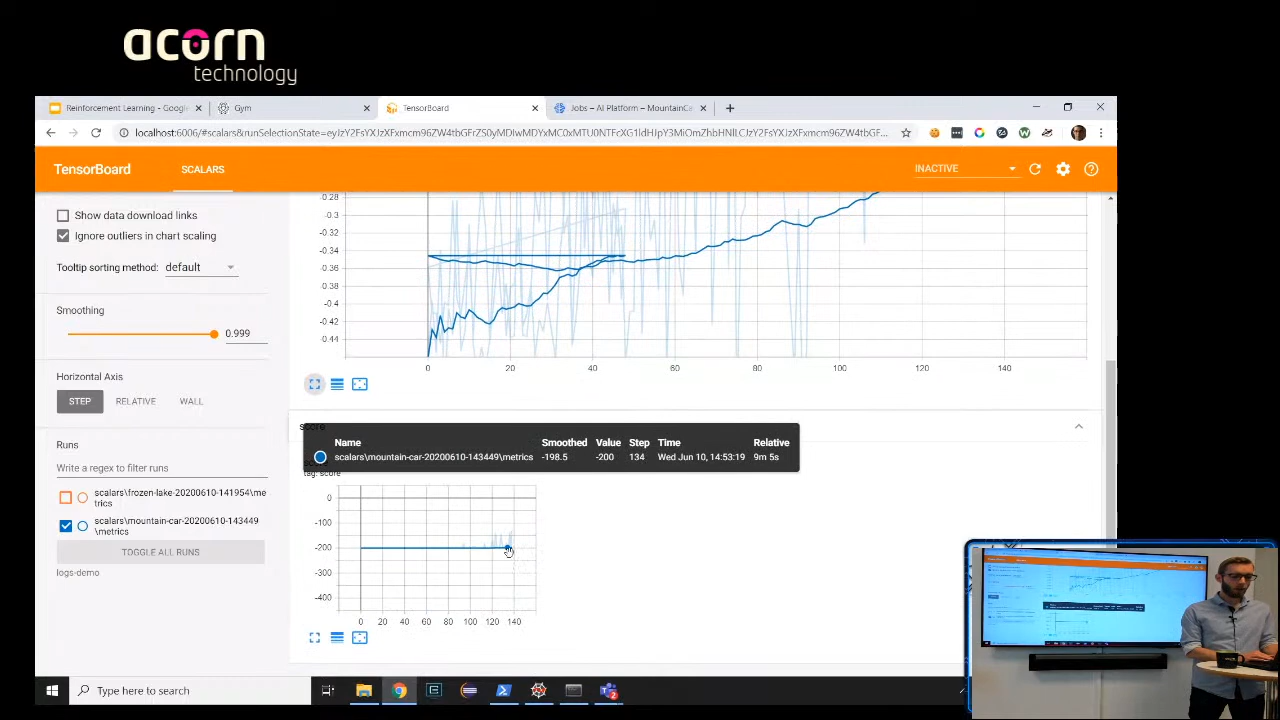 acorn
technology
Reinforcement Learning - Google
Gym
TensorBoard
Jobs – AI Platform – MountainCa
TensorBoard
SCALARS
INACTIVE
Show data download links
Ignore outliers in chart scaling
Tooltip sorting method: default
Smoothing
0.999
Horizontal Axis
STEP RELATIVE WALL
Runs
Write a regex to filter runs
scalars\frozen-lake-20200610-141954\me
trics
scalars\mountain-car-20200610-143449
\metrics
TOGGLE ALL RUNS
logs-demo
-0.28
-0.3
-0.32
-0.34
-0.36
-0.38
-0.4
-0.42
0.44
0 20 40 60 80 100 120 140
score
Name Smoothed Value Step Time Relative
scalars\mountain-car-20200610-143449\metrics -198.5 -200 134 Wed Jun 10, 14:53:19 9m 5s
tag: score
0
-100
-200
-300
-400
0 20 40 60 80 100 120 140
Type here to search